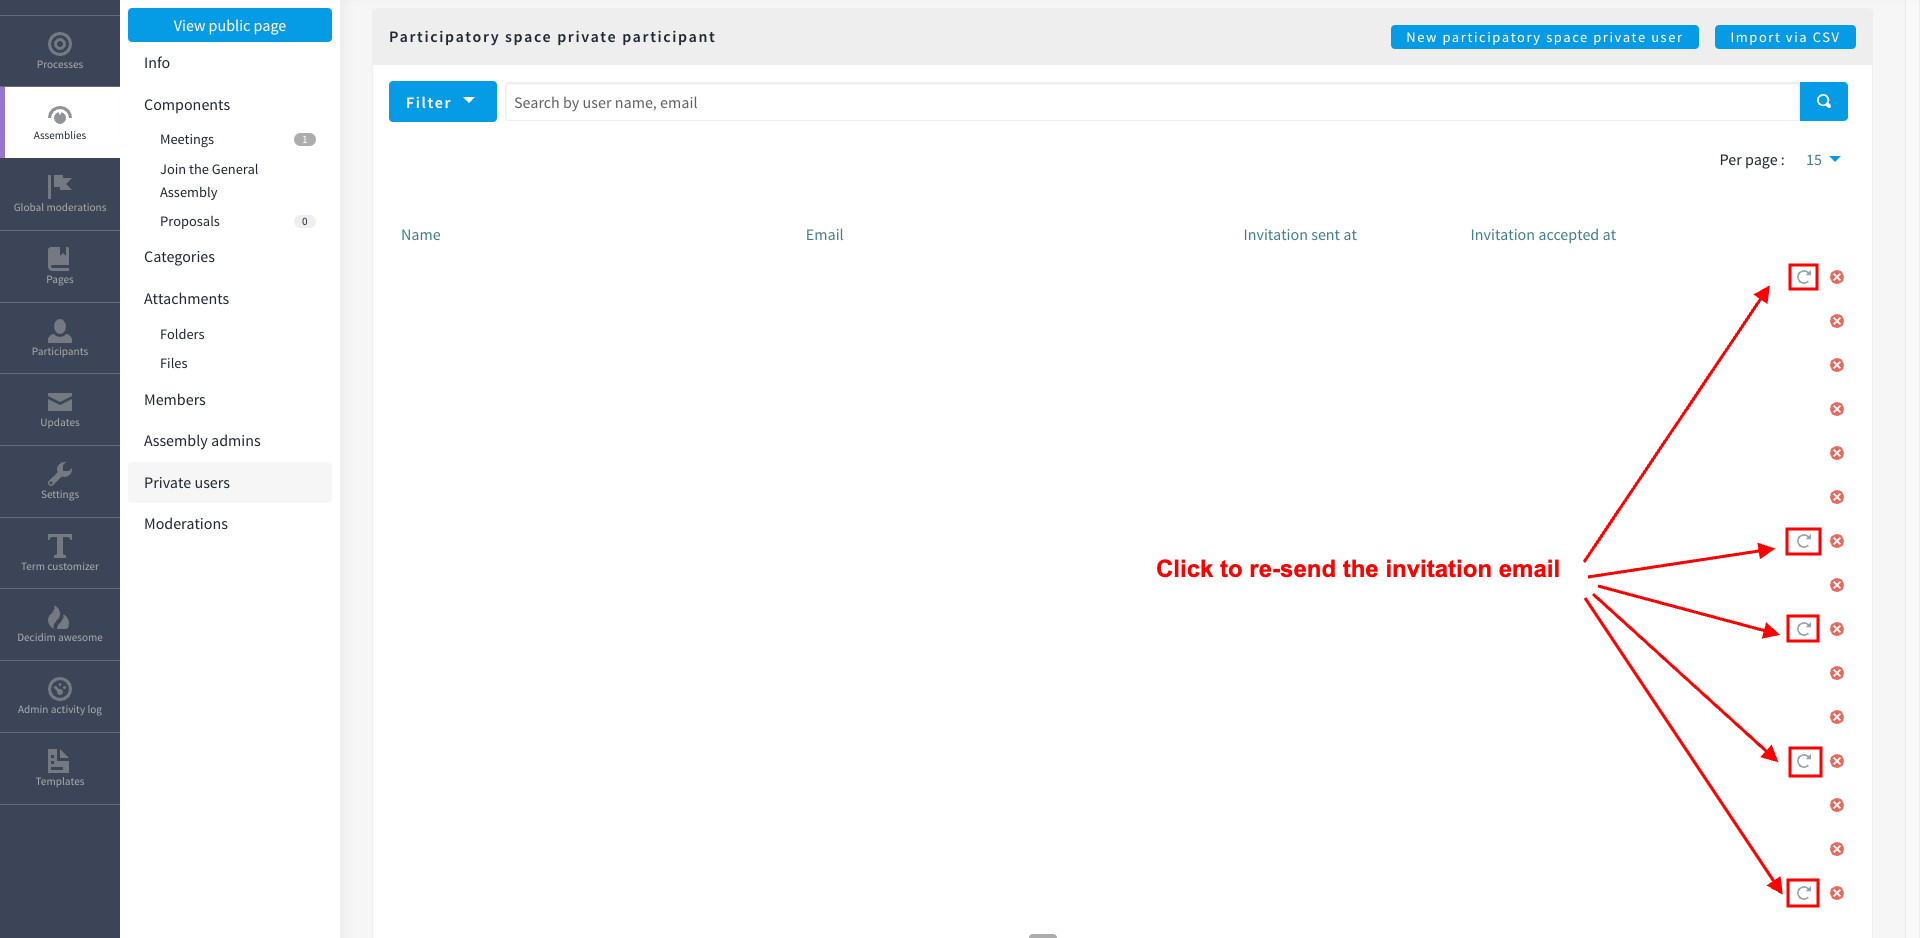 Processes
Assemblies
Global moderations
Pages
Participants
Updates
Settings
Term customizer
Decidim awesome
Admin activity log
Templates
View public page
Info
Components
Meetings 1
Join the General
Assembly
Proposals 0
Categories
Attachments
Folders
Files
Members
Assembly admins
Private users
Moderations
Participatory space private participant
New participatory space private user
Import via CSV
Filter
Search by user name, email
Per page : 15
Name Email Invitation sent at Invitation accepted at
Click to re-send the invitation email